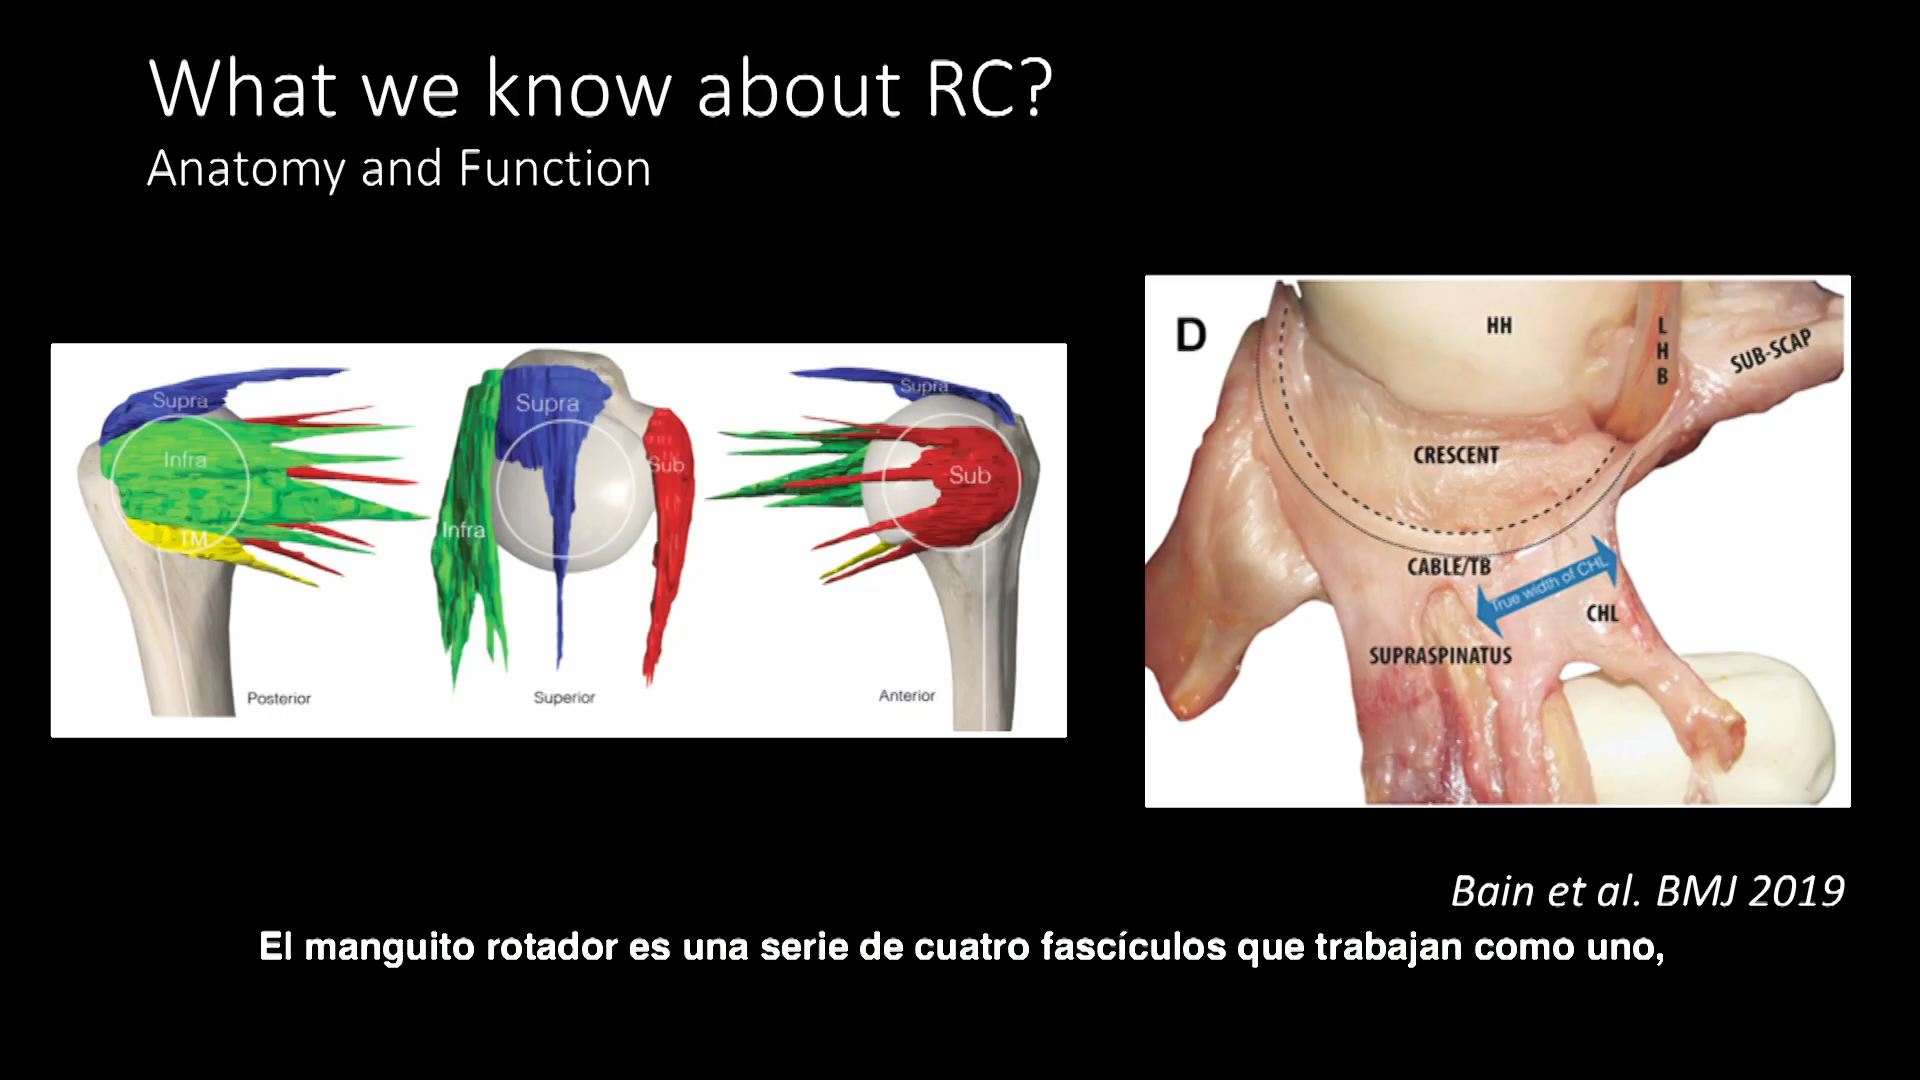 What we know about RC?
Anatomy and Function
Supra
Infra
TM
Posterior
Supra
Sub
Infra
Superior
Supra
Sub
Anterior
D
HH
LHB
SUB-SCAP
CRESCENT
CABLE/TB
True width of CHL
CHL
SUPRASPINATUS
Bain et al. BMJ 2019
El manguito rotador es una serie de cuatro fascículos que trabajan como uno,